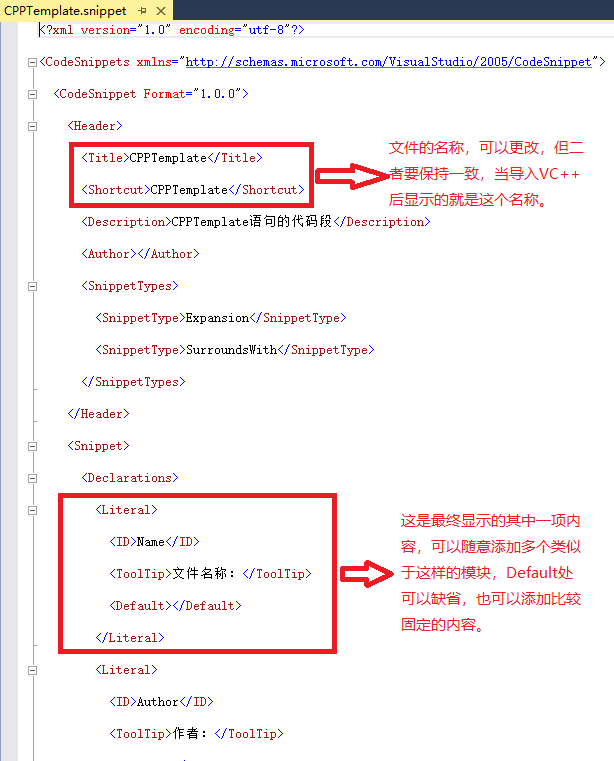 CPPTemplate.snippet
<?xml version="1.0" encoding="utf-8"?>
<CodeSnippets xmlns="http://schemas.microsoft.com/VisualStudio/2005/CodeSnippet">
<CodeSnippet Format="1.0.0">
<Header>
<Title>CPPTemplate</Title>
<Shortcut>CPPTemplate</Shortcut>
文件的名称，可以更改，但二
者要保持一致，当导入VC++
后显示的就是这个名称。
<Description>CPPTemplate语句的代码段</Description>
<Author></Author>
<SnippetTypes>
<SnippetType>Expansion</SnippetType>
<SnippetType>SurroundsWith</SnippetType>
</SnippetTypes>
</Header>
<Snippet>
<Declarations>
<Literal>
<ID>Name</ID>
<ToolTip>文件名称：</ToolTip>
<Default></Default>
</Literal>
这是最终显示的其中一项内
容，可以随意添加多个类似
于这样的模块，Default处
可以缺省，也可以添加比较
固定的内容。
<Literal>
<ID>Author</ID>
<ToolTip>作者：</ToolTip>